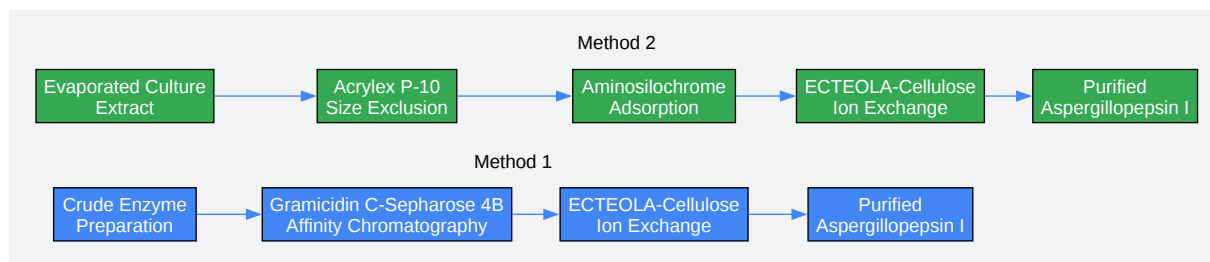 Method 2
Evaporated Culture
Extract
Acrylex P-10
Size Exclusion
Aminosilochrome
Adsorption
ECTEOLA-Cellulose
Ion Exchange
Purified
Aspergillopepsin I
Method 1
Crude Enzyme
Preparation
Gramicidin C-Sepharose 4B
Affinity Chromatography
ECTEOLA-Cellulose
Ion Exchange
Purified
Aspergillopepsin I